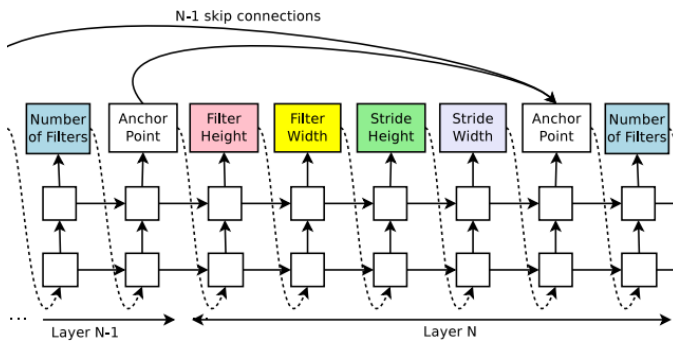 N-1 skip connections
Number
of Filters
Anchor
Point
Filter
Height
Filter
Width
Stride
Height
Stride
Width
Anchor
Point
Number
of Filters
...
Layer N-1
Layer N